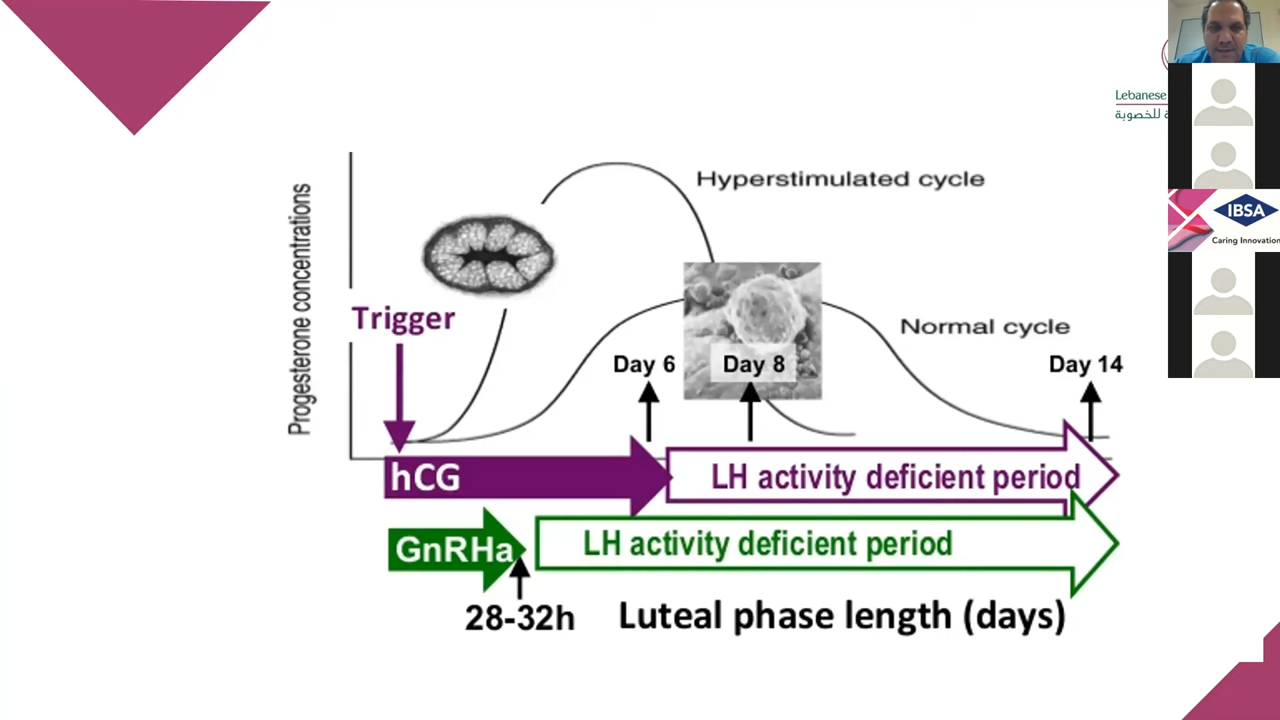 Lebanese
ة للخصوبة
IBSA
Caring Innovation
Progesterone concentrations
Hyperstimulated cycle
Trigger
Normal cycle
Day 6
Day 8
Day 14
hCG
LH activity deficient period
GnRHa
LH activity deficient period
28-32h
Luteal phase length (days)